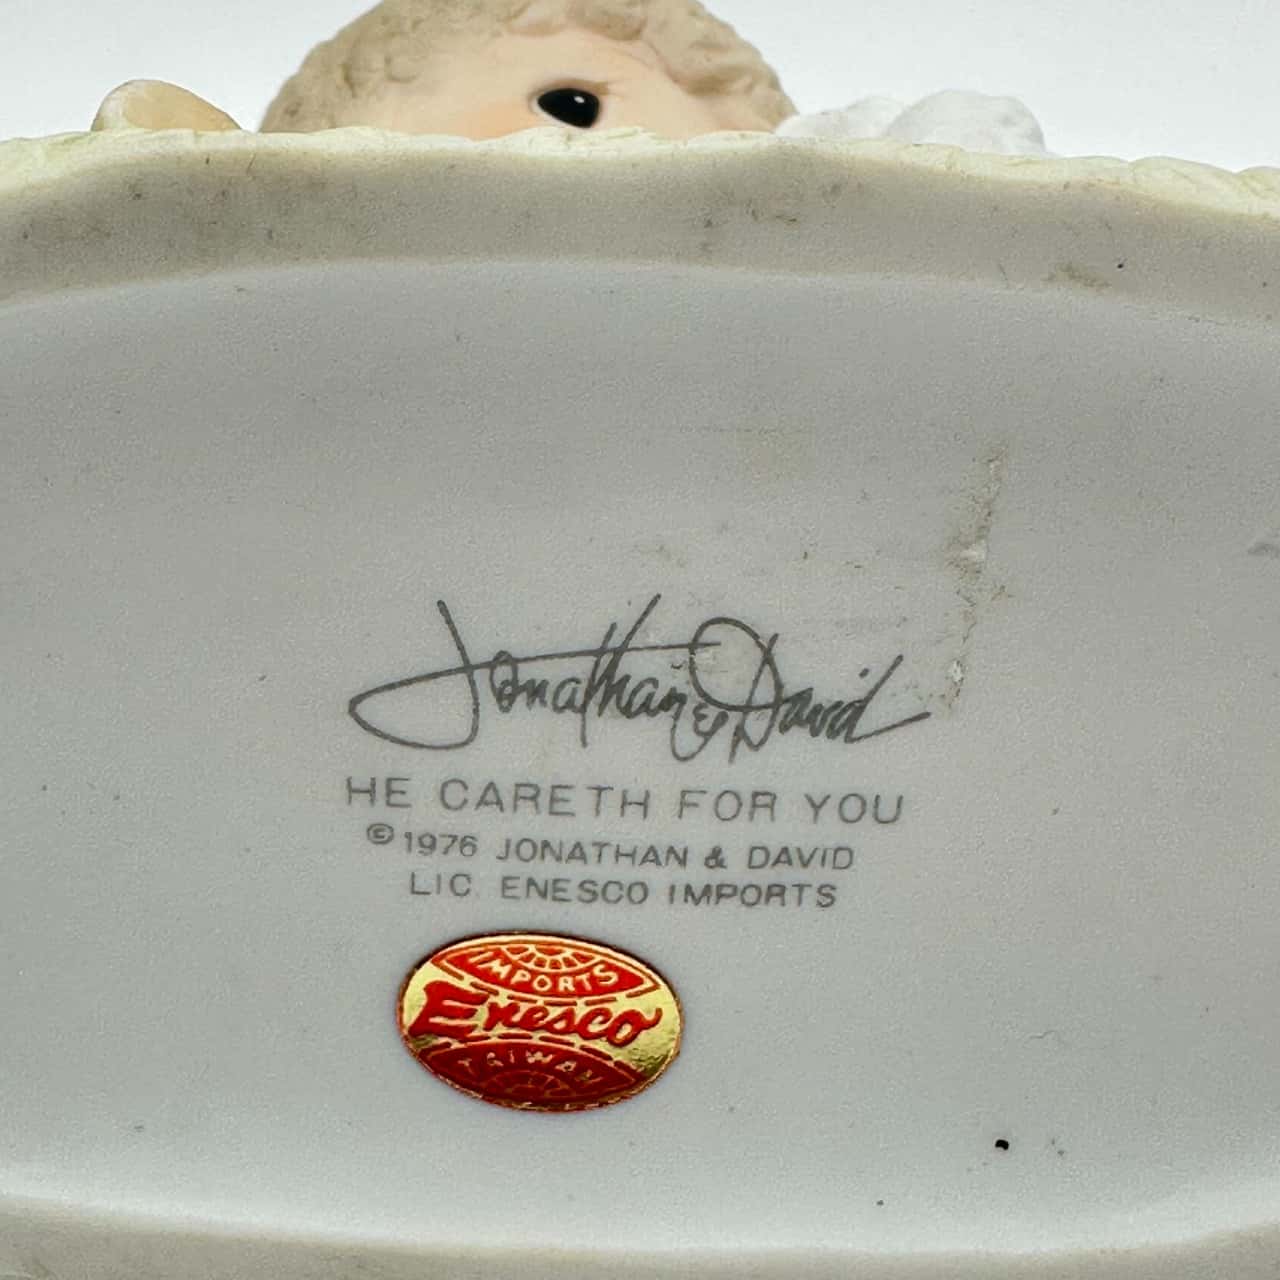 Jonathan & David
HE CARETH FOR YOU
© 1976 JONATHAN & DAVID
LIC. ENESCO IMPORTS
IMPORTS
Enesco
TAIWAN